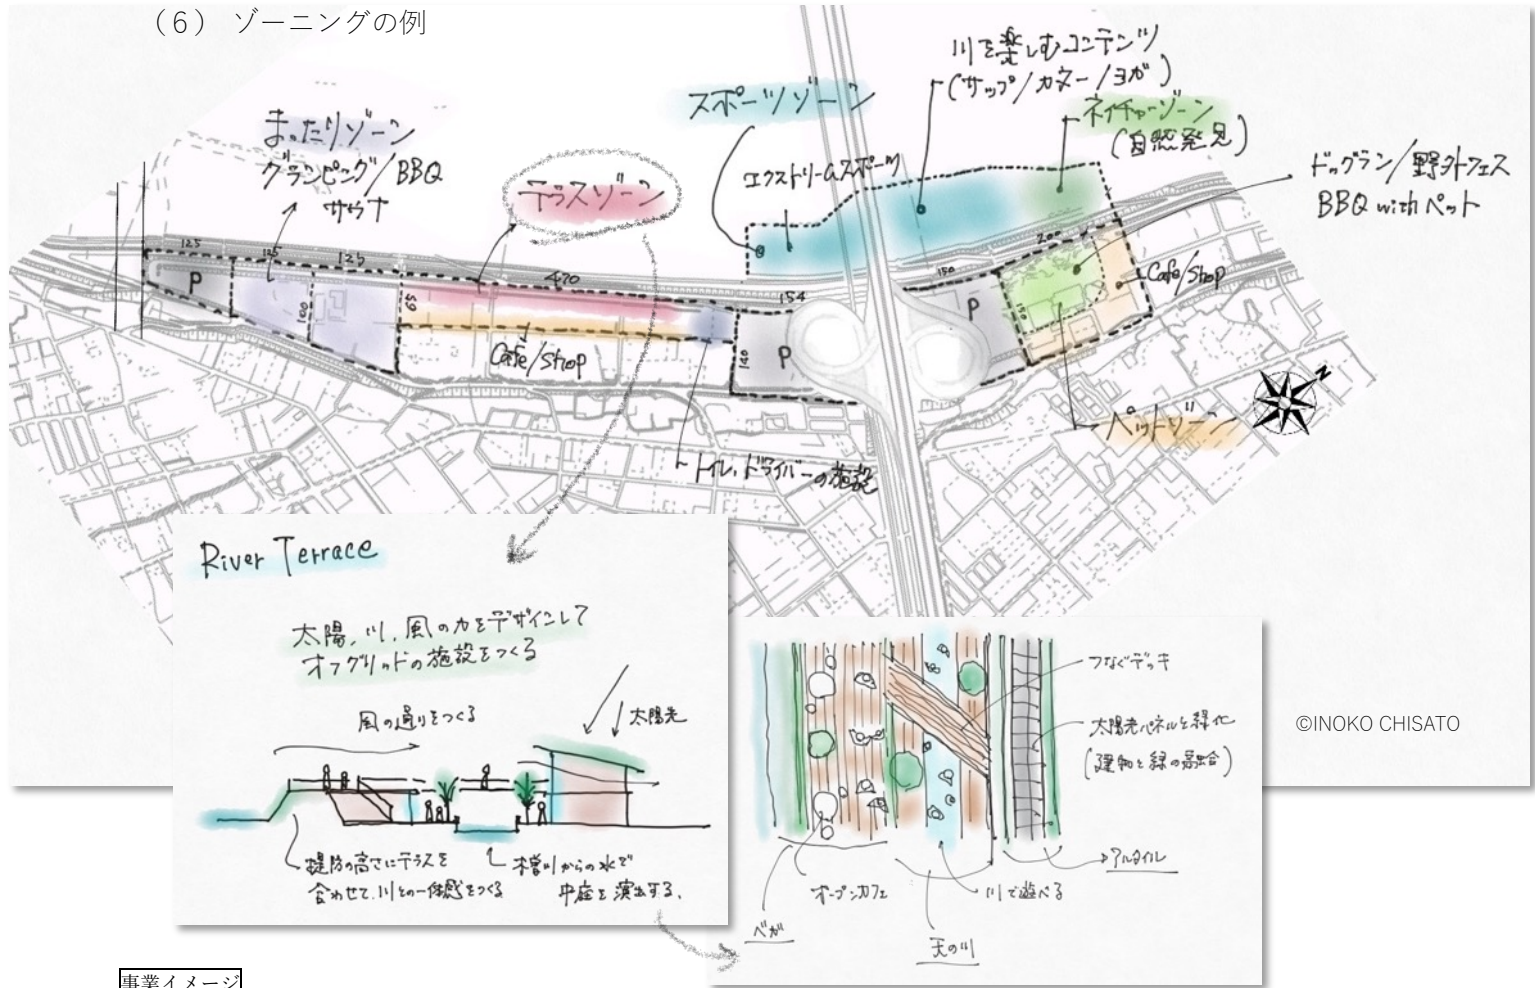 （6） ゾーニングの例
川を楽しむコンテンツ
(サップ/カヌー/ヨガ)
スポーツゾーン
ネイチャーゾーン
(自然発見)
まったりゾーン
グランピング/BBQ
サウナ
テラスゾーン
エクストリームスポーツ
ドッグラン/野外フェス
BBQ withペット
125
125
125
470
154
150
200
P
100
65
Cafe/Shop
140
P
P
150
Cafe/Shop
N
ペットゾーン
トイレ、ドライバーの施設
River Terrace
太陽、川、風の力をデザインして
オフグリッドの施設をつくる
風の通りをつくる
太陽光
堤防の高さにテラスを
合わせて、川との一体感をつくる
木曽川からの水で
中庭を演出する。
つなぐデッキ
太陽光パネルと緑化
(建物と緑の融合)
アルタイル
オープンカフェ
川で遊べる
ベガ
天の川
©INOKO CHISATO
事業イメージ